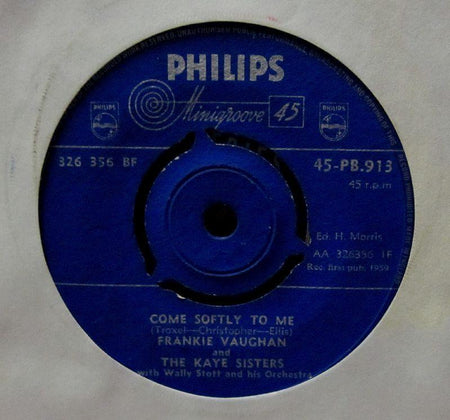 PHILIPS
Minigroove 45
PHILIPS
PHILIPS
326 356 BF
45-PB.913
45 r.p.m
Ed. H. Morris
AA 326356 1F
Rec. first pub. 1959
COME SOFTLY TO ME
(Troxel—Christopher—Ellis)
FRANKIE VAUGHAN
and
THE KAYE SISTERS
with Wally Stott and his Orchestra